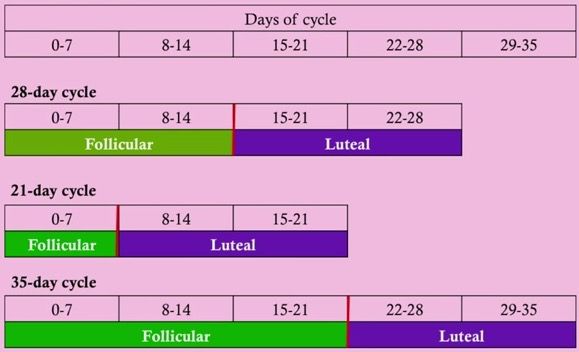 Days of cycle
0-7 8-14 15-21 22-28 29-35
28-day cycle
0-7 8-14 15-21 22-28
Follicular Luteal
21-day cycle
0-7 8-14 15-21
Follicular Luteal
35-day cycle
0-7 8-14 15-21 22-28 29-35
Follicular Luteal